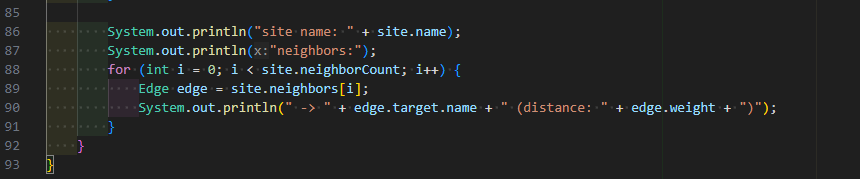 85
86 System.out.println("site name: " + site.name);
87 System.out.println(x:"neighbors:");
88 for (int i = 0; i < site.neighborCount; i++) {
89 Edge edge = site.neighbors[i];
90 System.out.println(" -> " + edge.target.name + " (distance: " + edge.weight + ")");
91 }
92 }
93 }